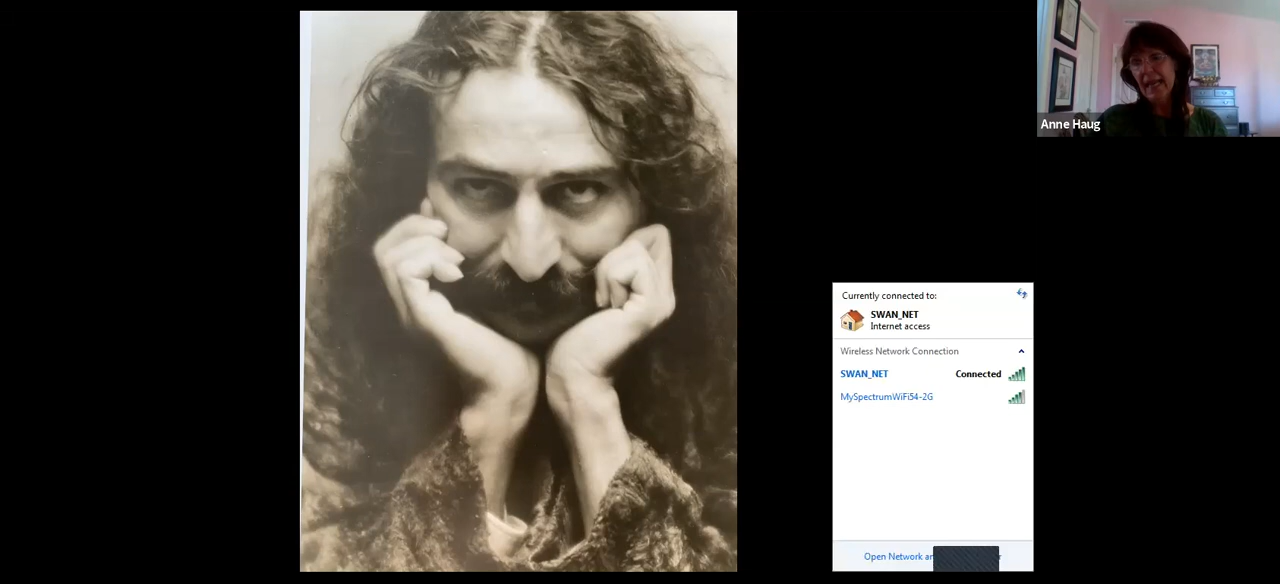 Anne Haug
Currently connected to:
SWAN_NET
Internet access
Wireless Network Connection
SWAN_NET Connected
MySpectrumWiFi54-2G
Open Network